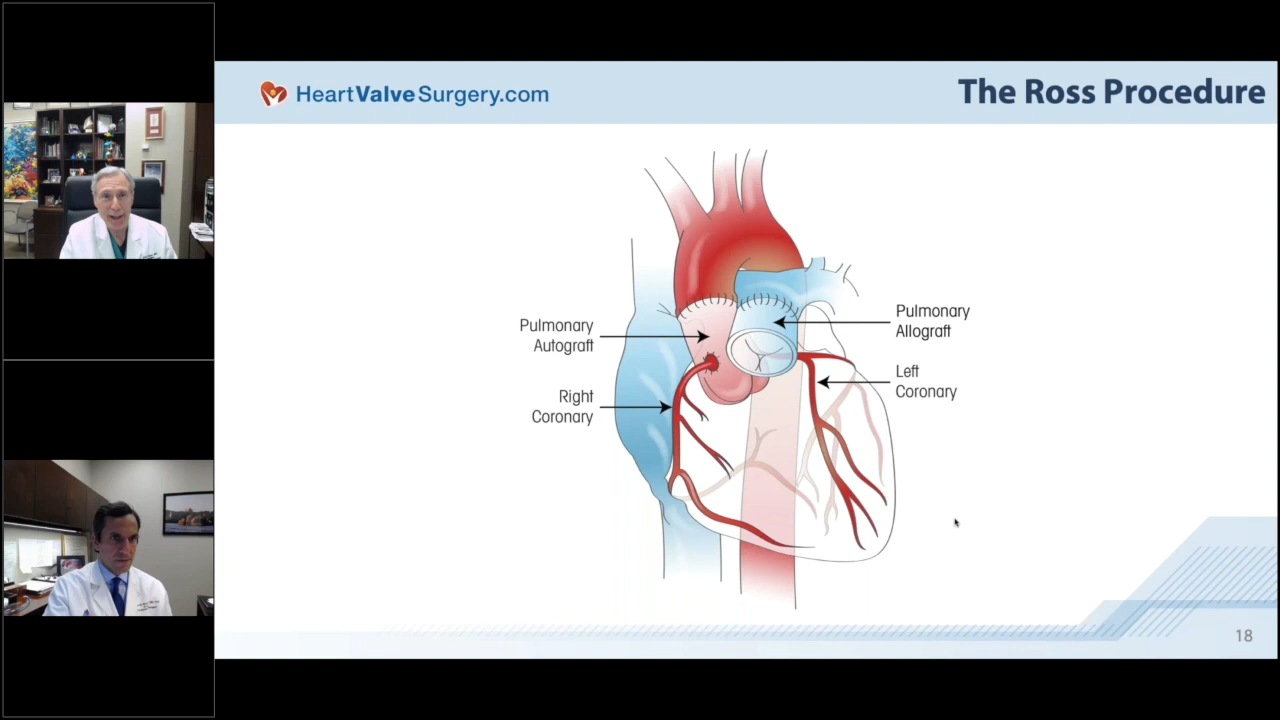 HeartValveSurgery.com
The Ross Procedure
Pulmonary
Autograft
Right
Coronary
Pulmonary
Allograft
Left
Coronary
18